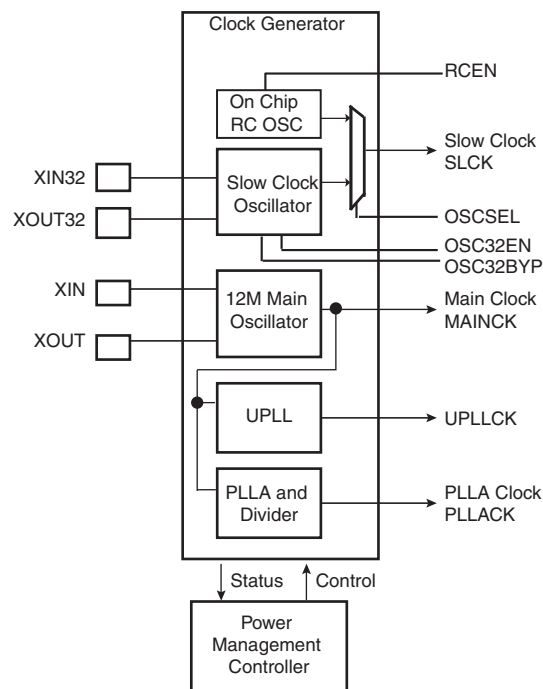 Clock Generator
RCEN
On Chip
RC OSC
Slow Clock
SLCK
XIN32
Slow Clock
Oscillator
XOUT32
OSCSEL
OSC32EN
OSC32BYP
XIN
12M Main
Oscillator
Main Clock
MAINCK
XOUT
UPLL
UPLLCK
PLLA and
Divider
PLLA Clock
PLLACK
Status
Control
Power
Management
Controller